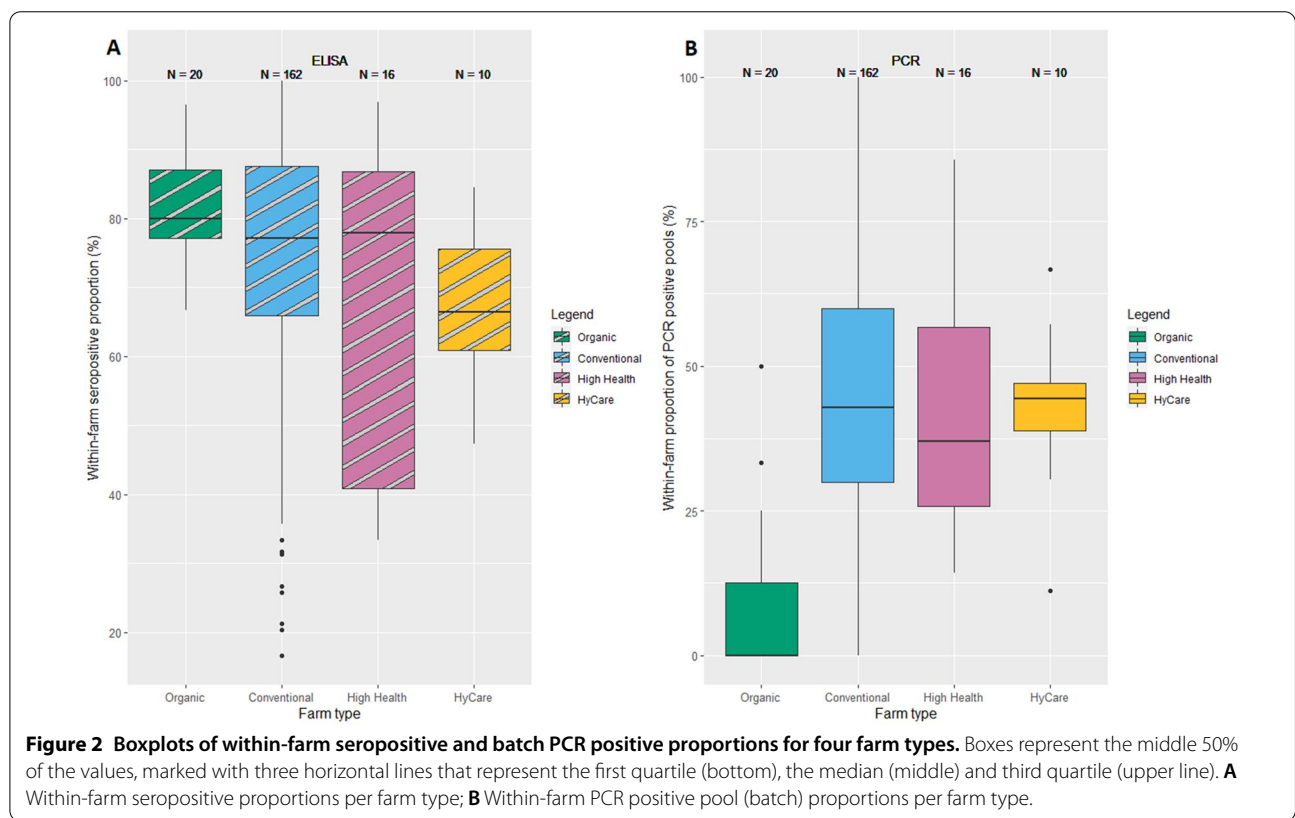 A
ELISA
N = 20 N = 162 N = 16 N = 10
100
80
60
40
20
Within-farm seropositive proportion (%)
Organic Conventional High Health HyCare
Farm type
Legend
Organic
Conventional
High Health
HyCare
B
PCR
N = 20 N = 162 N = 16 N = 10
100
75
50
25
0
Within-farm proportion of PCR positive pools (%)
Organic Conventional High Health HyCare
Farm type
Legend
Organic
Conventional
High Health
HyCare
Figure 2 Boxplots of within-farm seropositive and batch PCR positive proportions for four farm types. Boxes represent the middle 50%
of the values, marked with three horizontal lines that represent the first quartile (bottom), the median (middle) and third quartile (upper line). A
Within-farm seropositive proportions per farm type; B Within-farm PCR positive pool (batch) proportions per farm type.